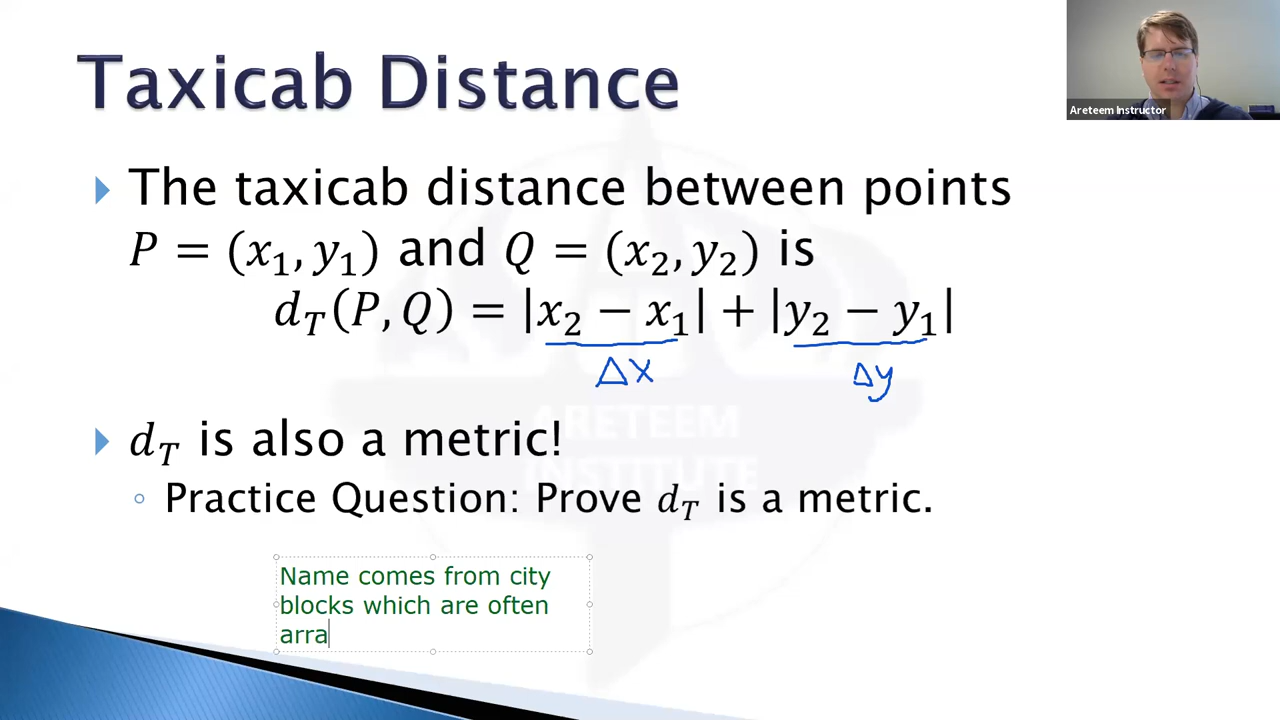 Taxicab Distance
Areteem Instructor
The taxicab distance between points
P = (x₁, y₁) and Q = (x₂, y₂) is
d_T(P, Q) = |x₂ − x₁| + |y₂ − y₁|
Δx Δy
d_T is also a metric!
ARETEEM
INSTITUTE
Practice Question: Prove d_T is a metric.
Name comes from city
blocks which are often
arra